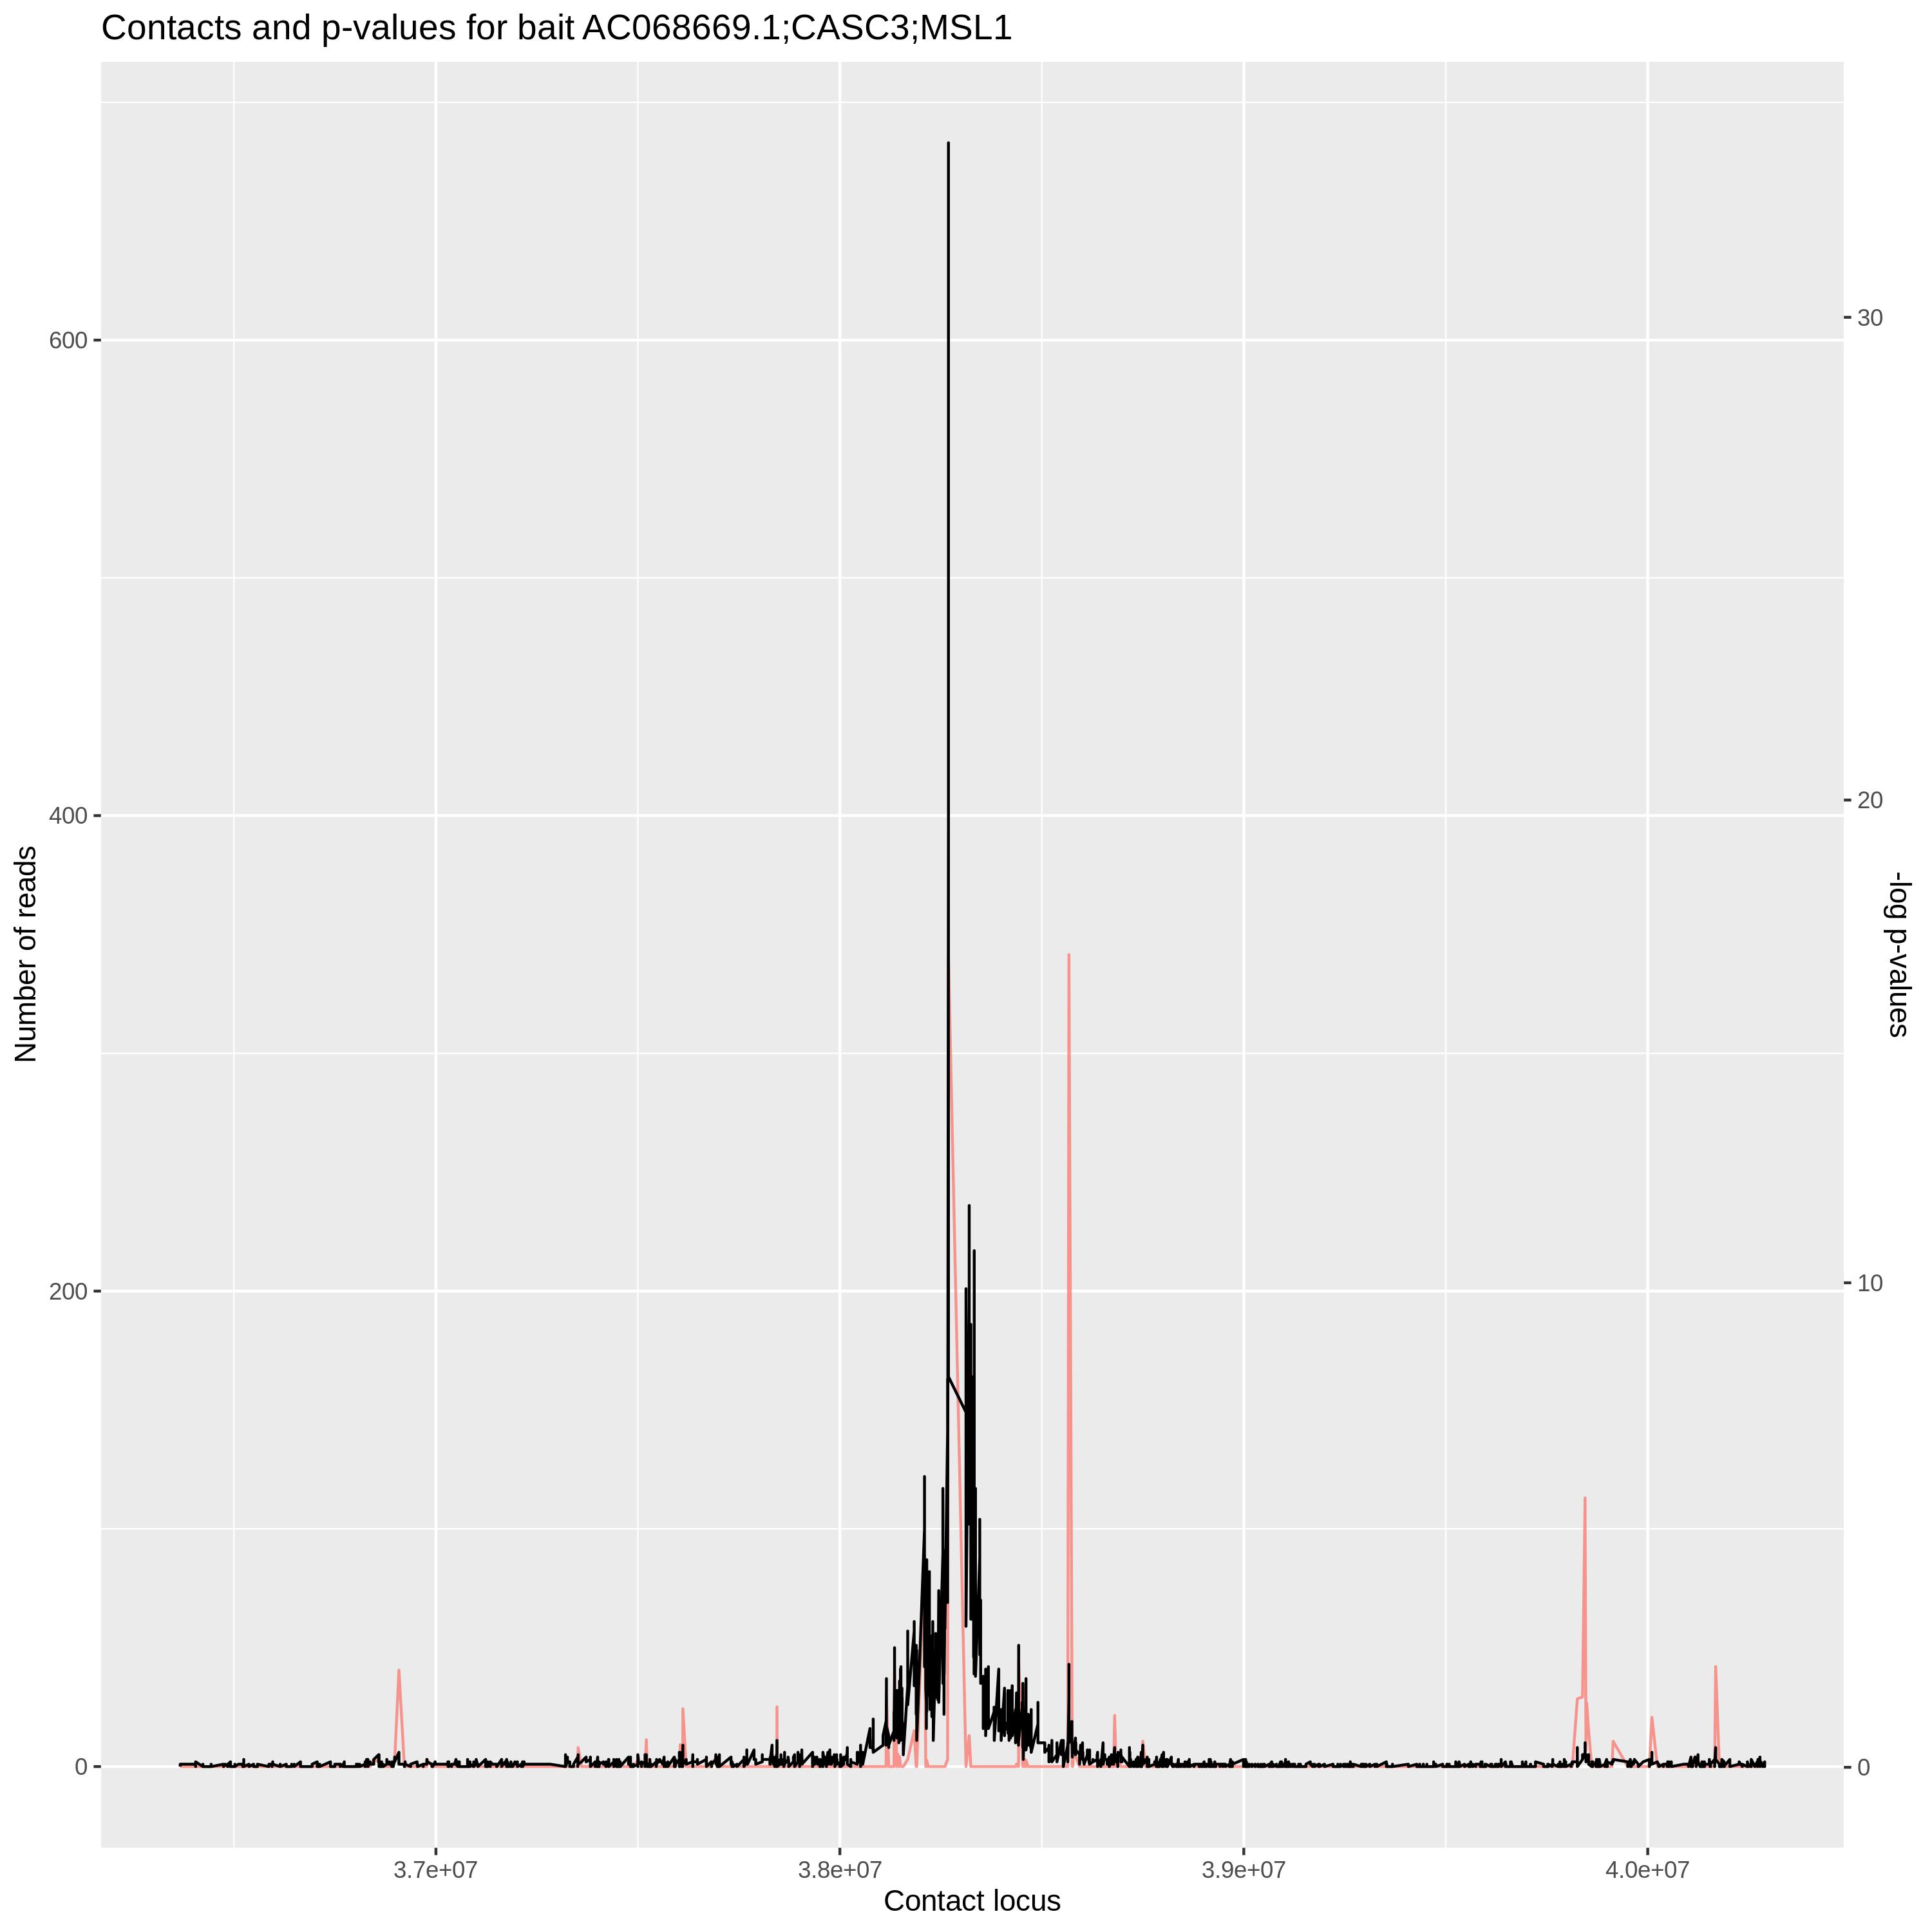 Contacts and p-values for bait AC068669.1;CASC3;MSL1
600
400
200
0
Number of reads
30
20
10
0
-log p-values
3.7e+07
3.8e+07
3.9e+07
4.0e+07
Contact locus